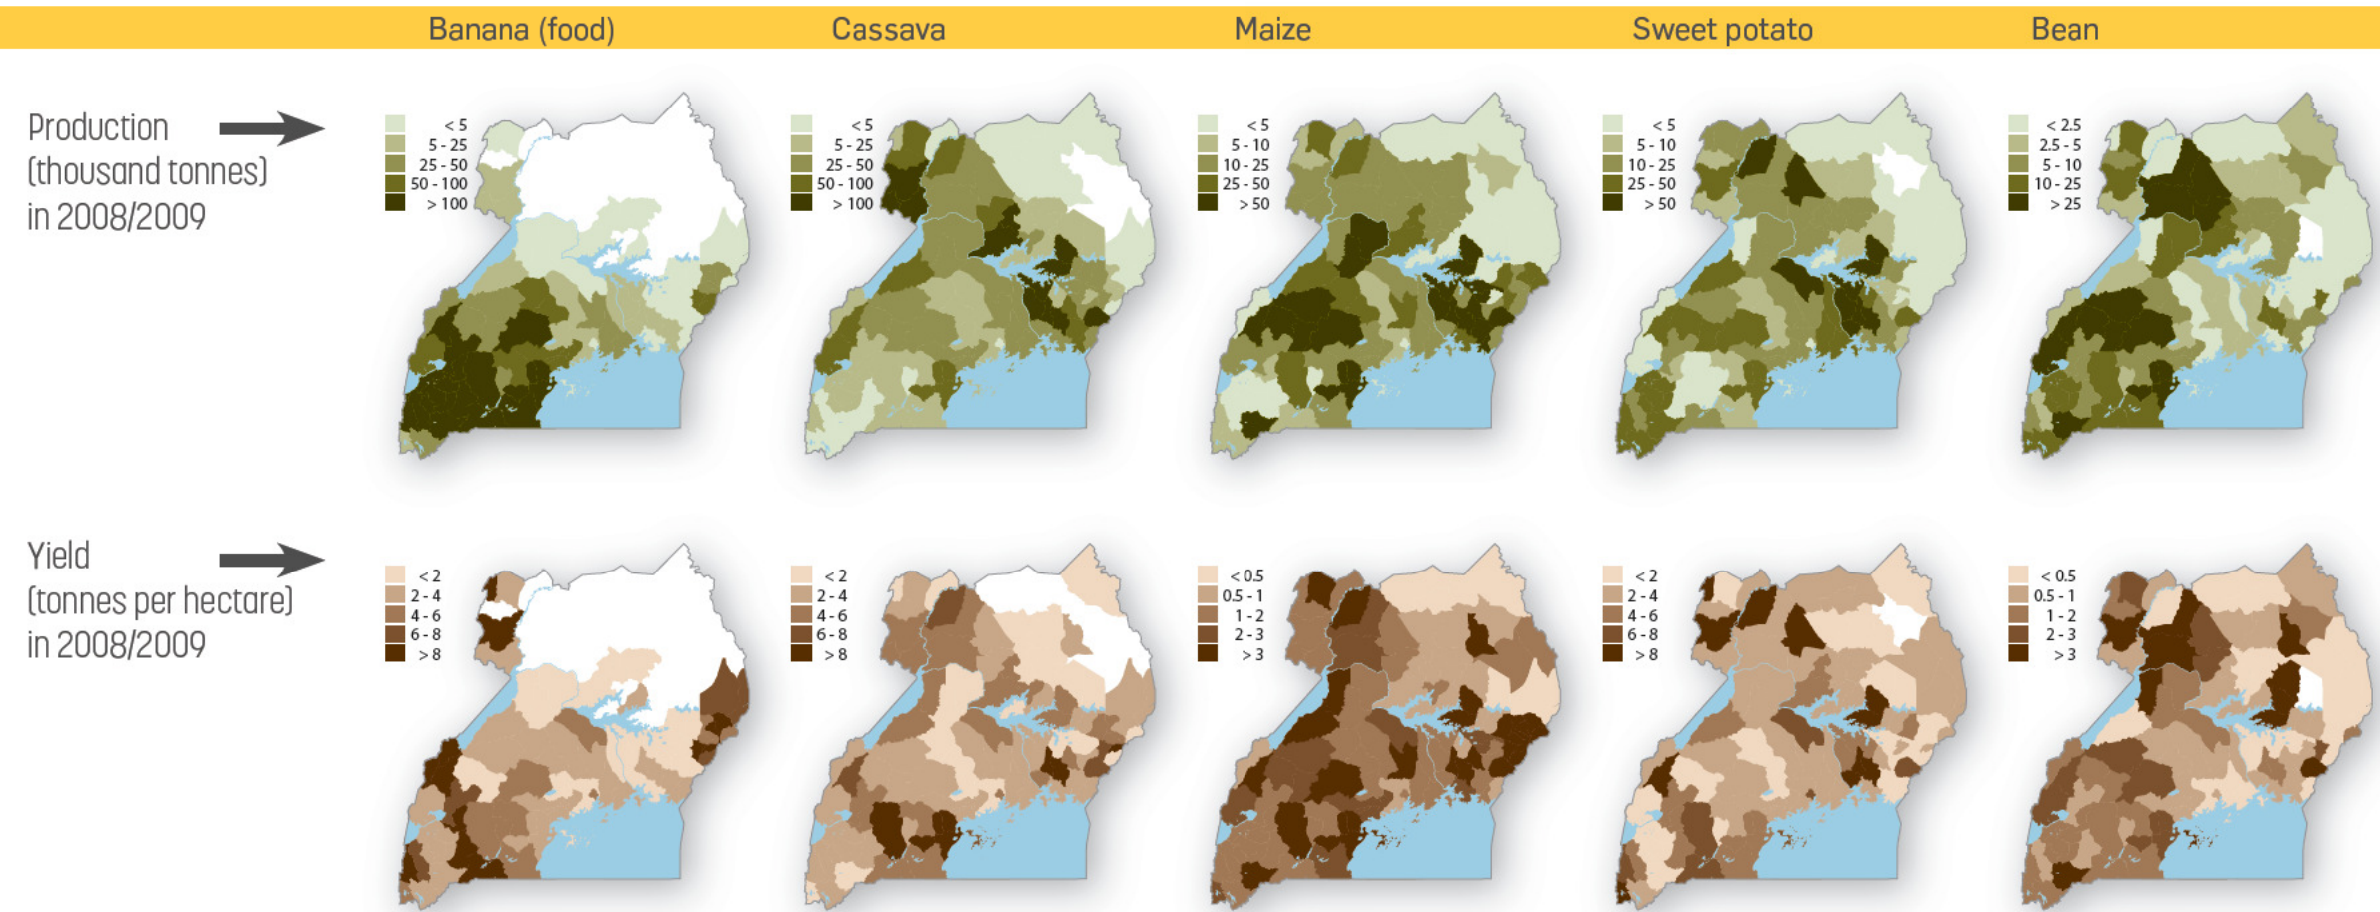 Banana (food)
Cassava
Maize
Sweet potato
Bean
Production
(thousand tonnes)
in 2008/2009
< 5
5 - 25
25 - 50
50 - 100
> 100
< 5
5 - 25
25 - 50
50 - 100
> 100
< 5
5 - 10
10 - 25
25 - 50
> 50
< 5
5 - 10
10 - 25
25 - 50
> 50
< 2.5
2.5 - 5
5 - 10
10 - 25
> 25
Yield
(tonnes per hectare)
in 2008/2009
< 2
2 - 4
4 - 6
6 - 8
> 8
< 2
2 - 4
4 - 6
6 - 8
> 8
< 0.5
0.5 - 1
1 - 2
2 - 3
> 3
< 2
2 - 4
4 - 6
6 - 8
> 8
< 0.5
0.5 - 1
1 - 2
2 - 3
> 3